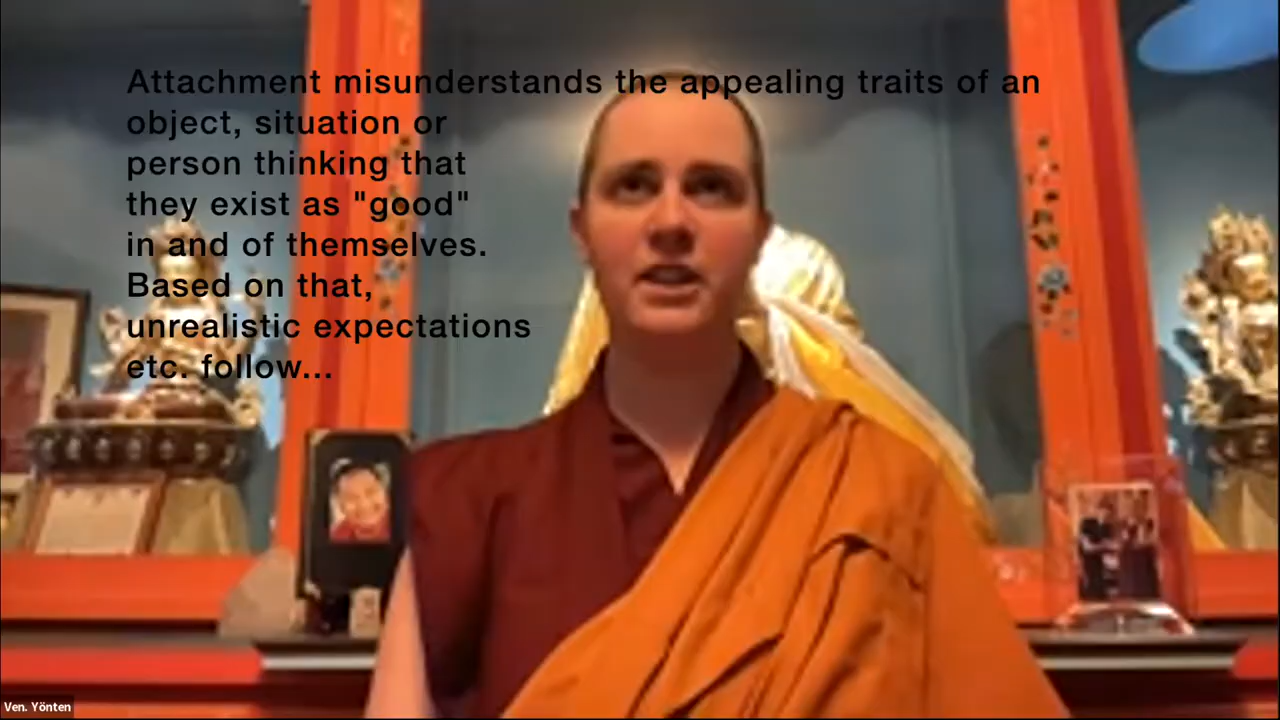 Attachment misunderstands the appealing traits of an
object, situation or
person thinking that
they exist as "good"
in and of themselves.
Based on that,
unrealistic expectations
etc. follow...
Ven. Yönten